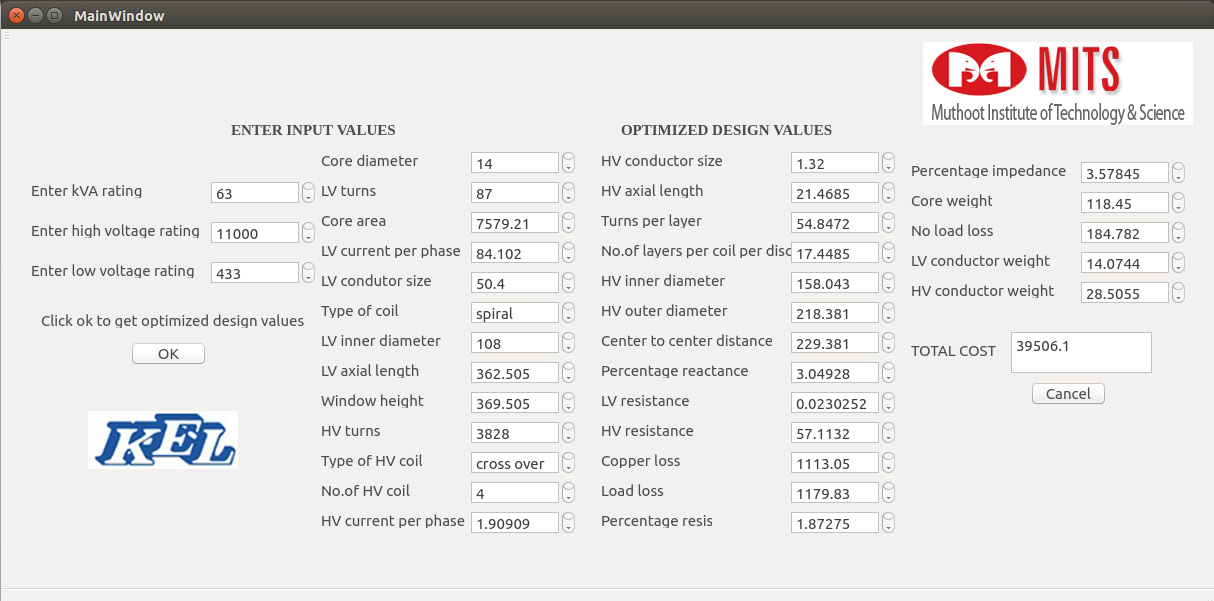 MainWindow
MITS
Muthoot Institute of Technology & Science
ENTER INPUT VALUES
Enter kVA rating 63
Enter high voltage rating 11000
Enter low voltage rating 433
Click ok to get optimized design values
OK
KEL
Core diameter 14
LV turns 87
Core area 7579.21
LV current per phase 84.102
LV condutor size 50.4
Type of coil spiral
LV inner diameter 108
LV axial length 362.505
Window height 369.505
HV turns 3828
Type of HV coil cross over
No.of HV coil 4
HV current per phase 1.90909
OPTIMIZED DESIGN VALUES
HV conductor size 1.32
HV axial length 21.4685
Turns per layer 54.8472
No.of layers per coil per disc 17.4485
HV inner diameter 158.043
HV outer diameter 218.381
Center to center distance 229.381
Percentage reactance 3.04928
LV resistance 0.0230252
HV resistance 57.1132
Copper loss 1113.05
Load loss 1179.83
Percentage resis 1.87275
Percentage impedance 3.57845
Core weight 118.45
No load loss 184.782
LV conductor weight 14.0744
HV conductor weight 28.5055
TOTAL COST 39506.1
Cancel